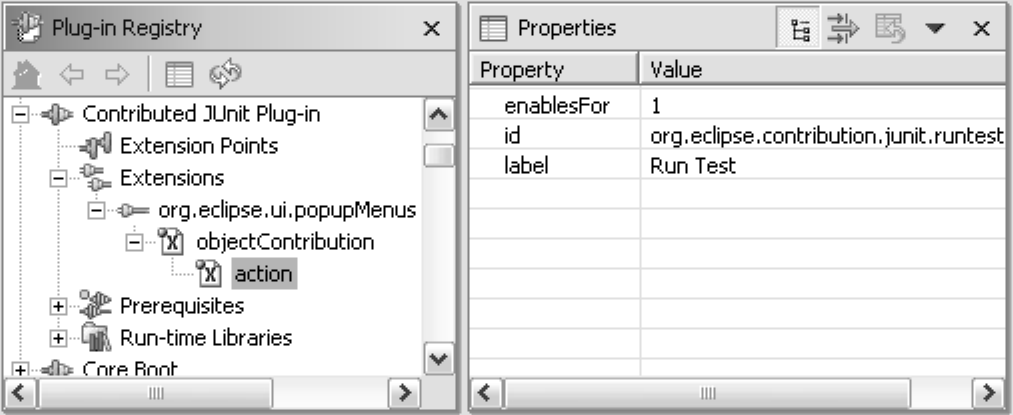 Plug-in Registry
Contributed JUnit Plug-in
Extension Points
Extensions
org.eclipse.ui.popupMenus
objectContribution
action
Prerequisites
Run-time Libraries
Core Boot
Properties
Property Value
enablesFor 1
id org.eclipse.contribution.junit.runtest
label Run Test